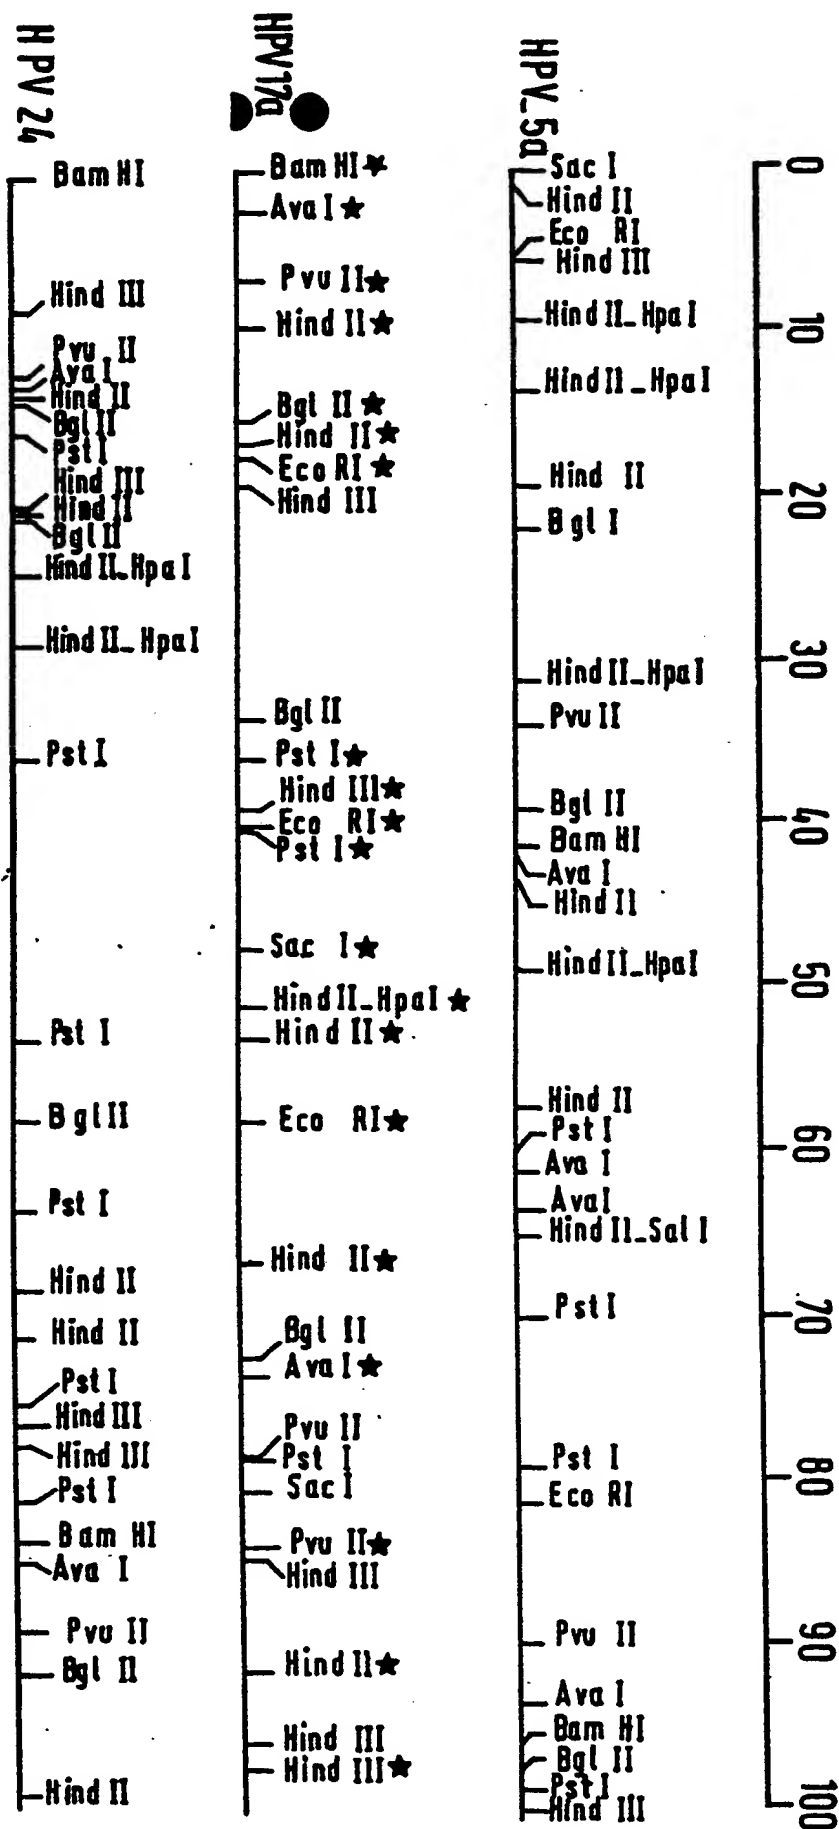 HPV 24
Bam HI
Hind III
Pvu II
Ava I
Hind II
Bgl II
Pst I
Hind III
Hind II
Bgl II
Hind II_HpaI
Hind II_HpaI
Pst I
Pst I
Bgl II
Pst I
Hind II
Hind II
Pst I
Hind III
Hind III
Pst I
Bam HI
Ava I
Pvu II
Bgl II
Hind II
HPV17a
Bam HI★
Ava I★
Pvu II★
Hind II★
Bgl II★
Hind II★
Eco RI★
Hind III
Bgl II
Pst I★
Hind III★
Eco RI★
Pst I★
Sac I★
Hind II_HpaI★
Hind II★
Eco RI★
Hind II★
Bgl II
Ava I★
Pvu II
Pst I
Sac I
Pvu II★
Hind III
Hind II★
Hind III
Hind III★
HPV_5a
Sac I
Hind II
Eco RI
Hind III
Hind II_HpaI
Hind II_HpaI
Hind II
Bgl I
Hind II_HpaI
Pvu II
Bgl II
Bam HI
Ava I
Hind II
Hind II_HpaI
Hind II
Pst I
Ava I
Ava I
Hind II_Sal I
Pst I
Pst I
Eco RI
Pvu II
Ava I
Bam HI
Bgl II
Pst I
Hind III
0
10
20
30
40
50
60
70
80
90
100